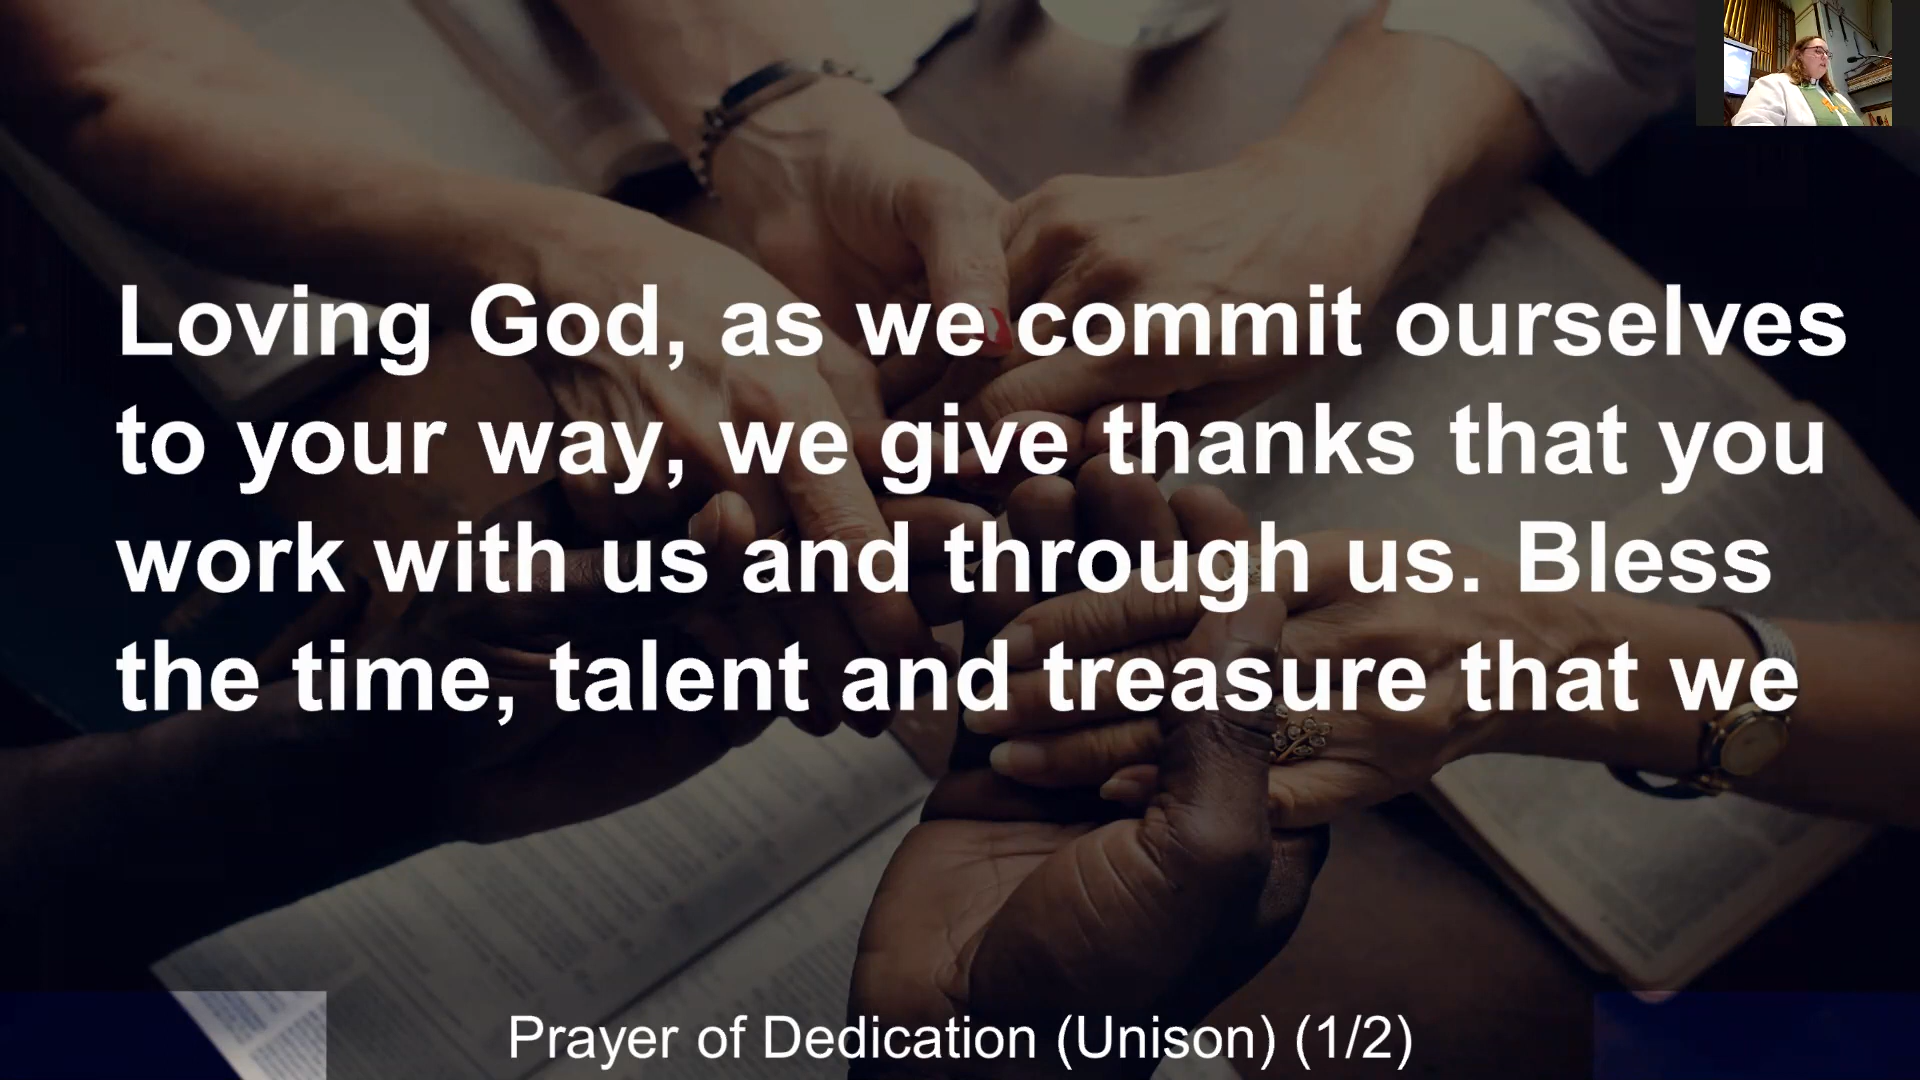 Loving God, as we commit ourselves
to your way, we give thanks that you
work with us and through us. Bless
the time, talent and treasure that we
Prayer of Dedication (Unison) (1/2)